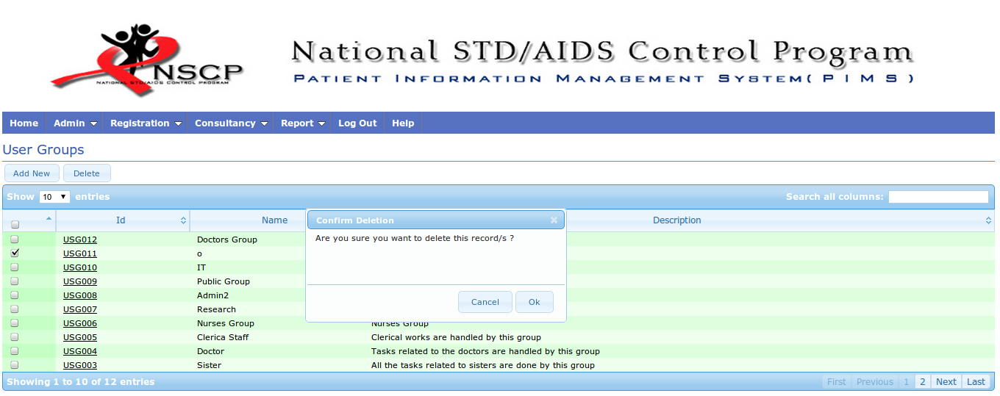 NSCP
NATIONAL STD/AIDS CONTROL PROGRAM
National STD/AIDS Control Program
PATIENT INFORMATION MANAGEMENT SYSTEM( P I M S )
Home Admin Registration Consultancy Report Log Out Help
User Groups
Add New Delete
Show 10 entries Search all columns:
Id Name Description
Confirm Deletion
Are you sure you want to delete this record/s ?
Cancel Ok
USG012 Doctors Group
USG011 o
USG010 IT
USG009 Public Group
USG008 Admin2
USG007 Research
USG006 Nurses Group Nurses Group
USG005 Clerica Staff Clerical works are handled by this group
USG004 Doctor Tasks related to the doctors are handled by this group
USG003 Sister All the tasks related to sisters are done by this group
Showing 1 to 10 of 12 entries First Previous 1 2 Next Last